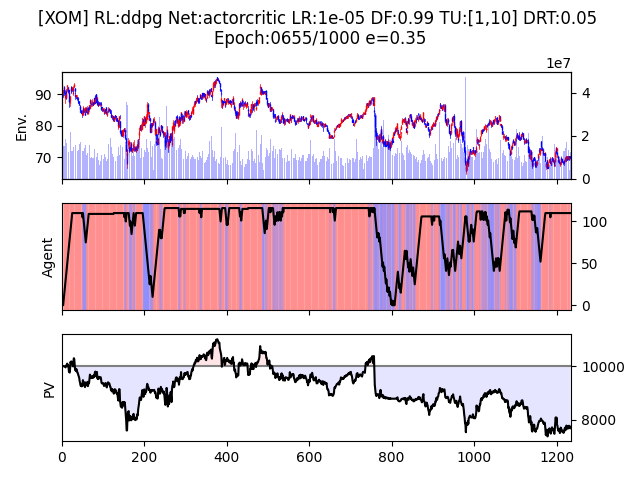 [XOM] RL:ddpg Net:actorcritic LR:1e-05 DF:0.99 TU:[1,10] DRT:0.05
Epoch:0655/1000 e=0.35
1e7
Env.
90
80
70
4
2
0
Agent
100
50
0
PV
10000
8000
0 200 400 600 800 1000 1200